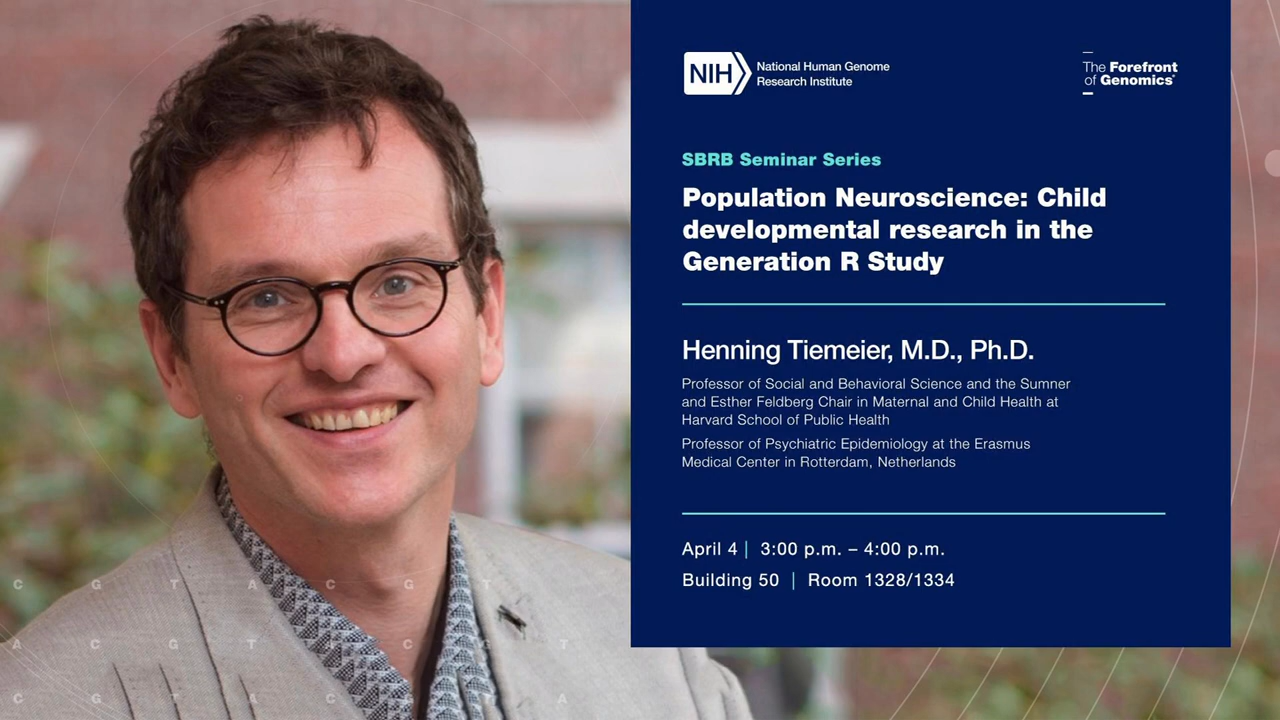 NIH National Human Genome
Research Institute
The Forefront
of Genomics®
SBRB Seminar Series
Population Neuroscience: Child
developmental research in the
Generation R Study
Henning Tiemeier, M.D., Ph.D.
Professor of Social and Behavioral Science and the Sumner
and Esther Feldberg Chair in Maternal and Child Health at
Harvard School of Public Health
Professor of Psychiatric Epidemiology at the Erasmus
Medical Center in Rotterdam, Netherlands
April 4 | 3:00 p.m. – 4:00 p.m.
Building 50 | Room 1328/1334
C G T A C G T
A C G T A C G T
C G T A C G T A